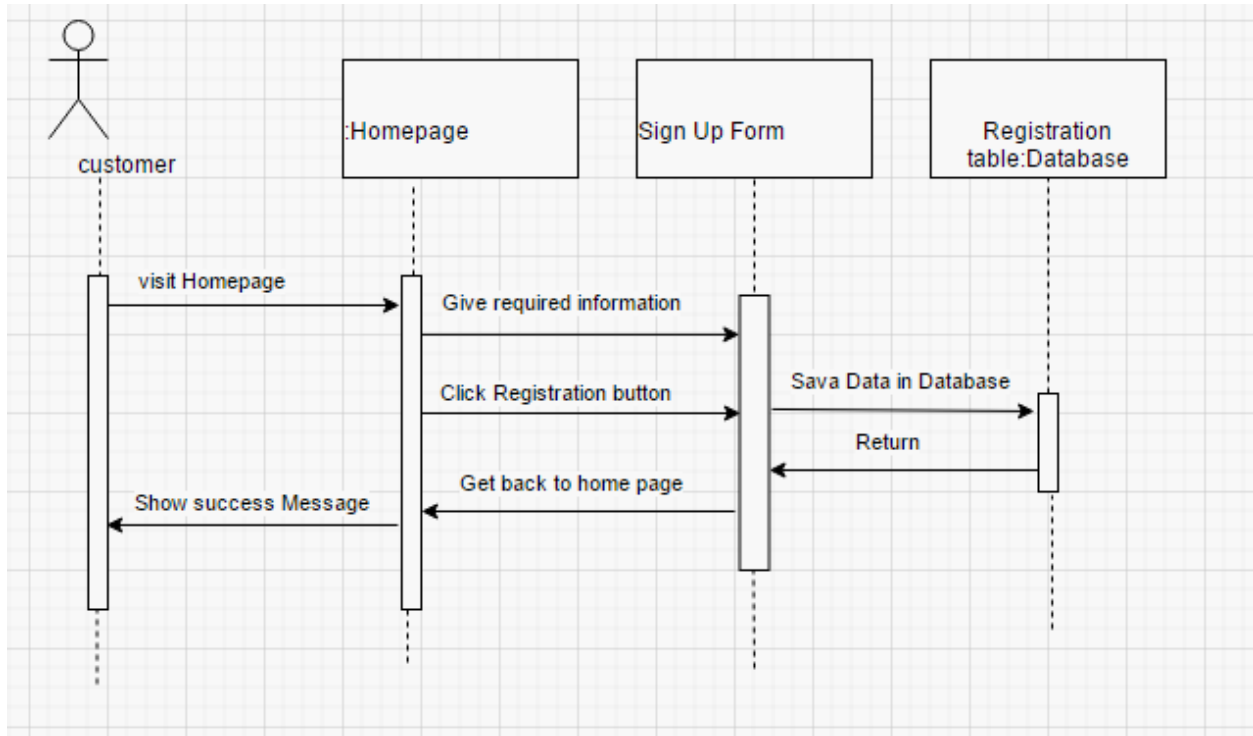 customer
:Homepage
Sign Up Form
Registration
table:Database
visit Homepage
Give required information
Click Registration button
Sava Data in Database
Return
Get back to home page
Show success Message